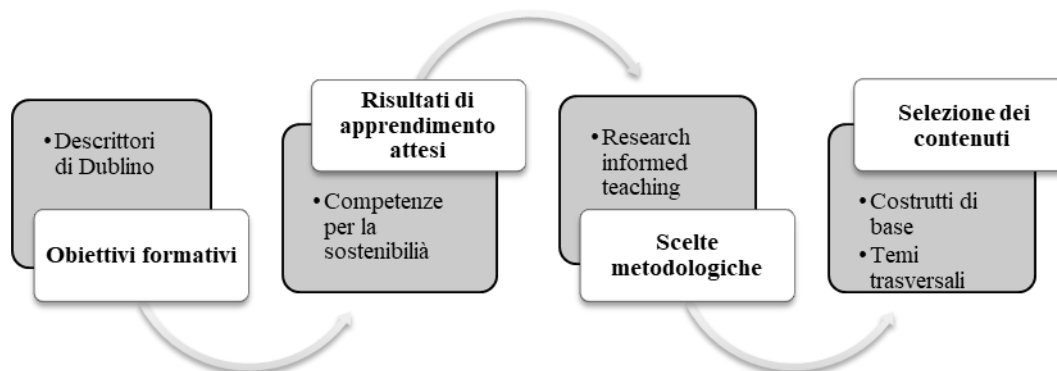 • Descrittori
di Dublino
Obiettivi formativi
Risultati di
apprendimento
attesi
• Competenze
per la
sostenibilià
• Research
informed
teaching
Scelte
metodologiche
Selezione dei
contenuti
• Costrutti di
base
• Temi
trasversali